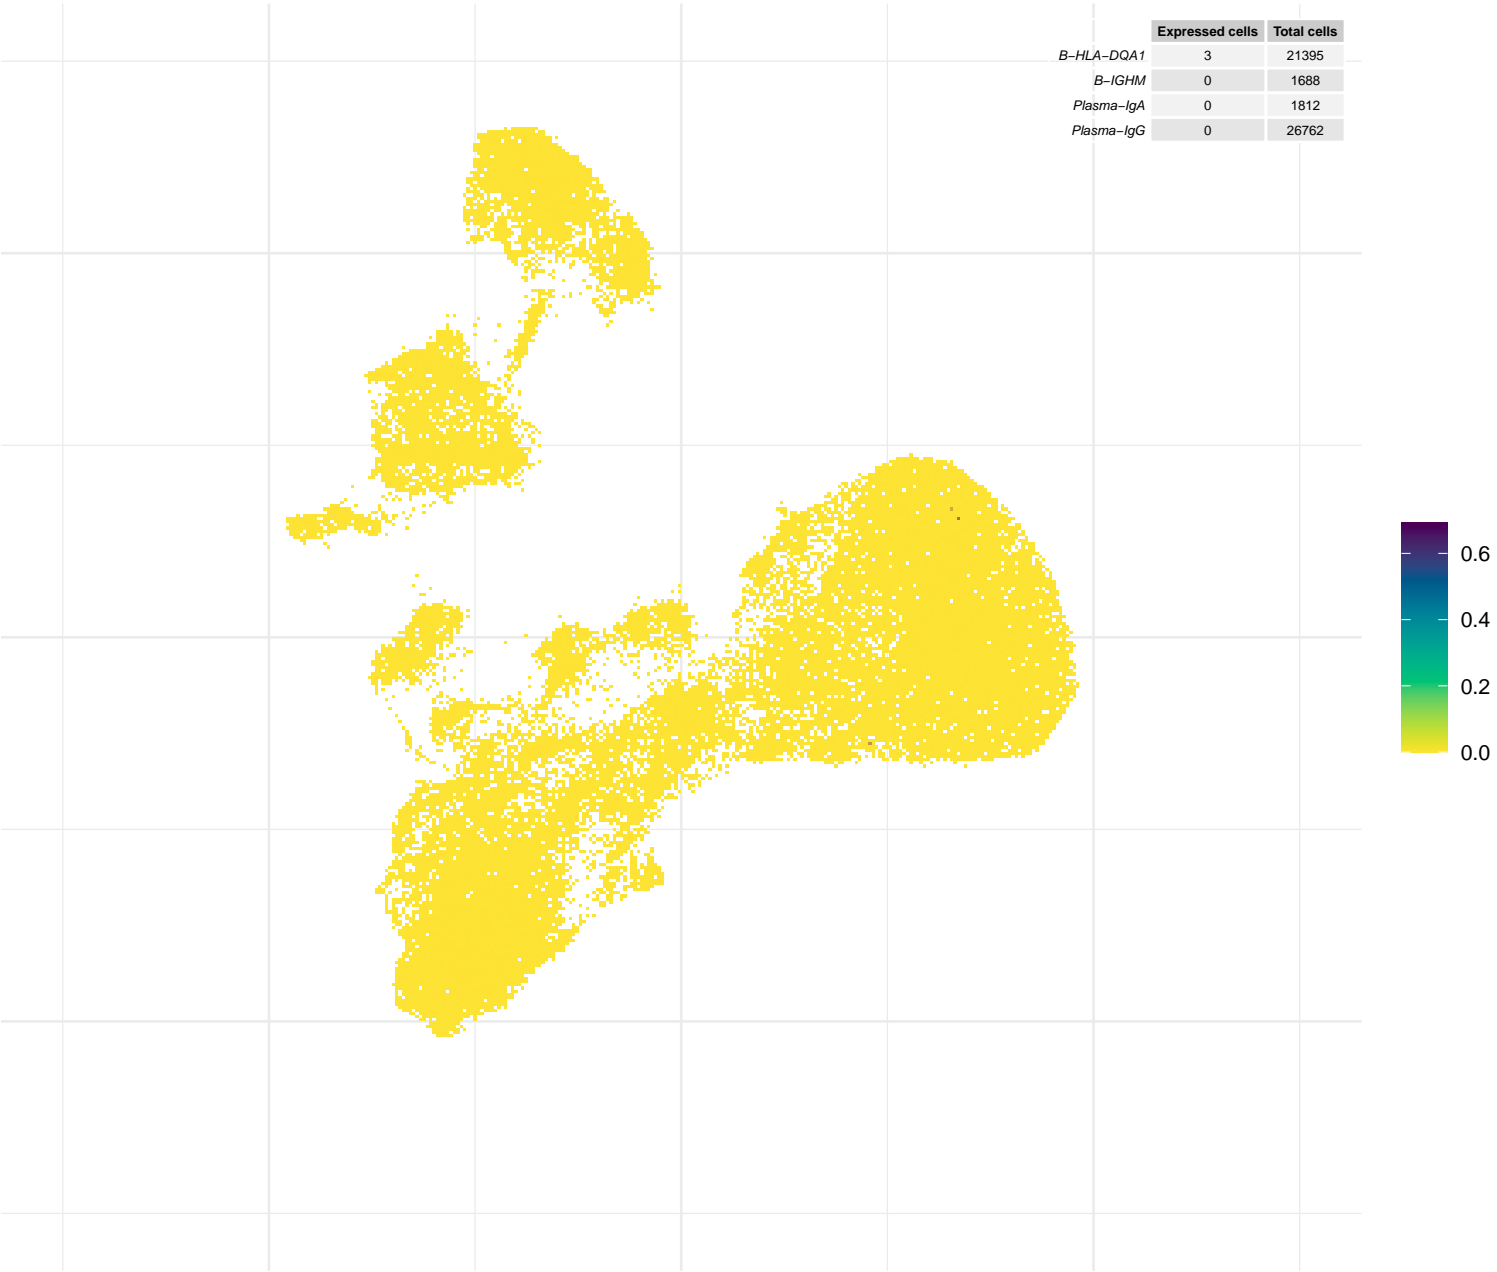 Expressed cells Total cells
B−HLA−DQA1 3 21395
B−IGHM 0 1688
Plasma−IgA 0 1812
Plasma−IgG 0 26762
0.6
0.4
0.2
0.0